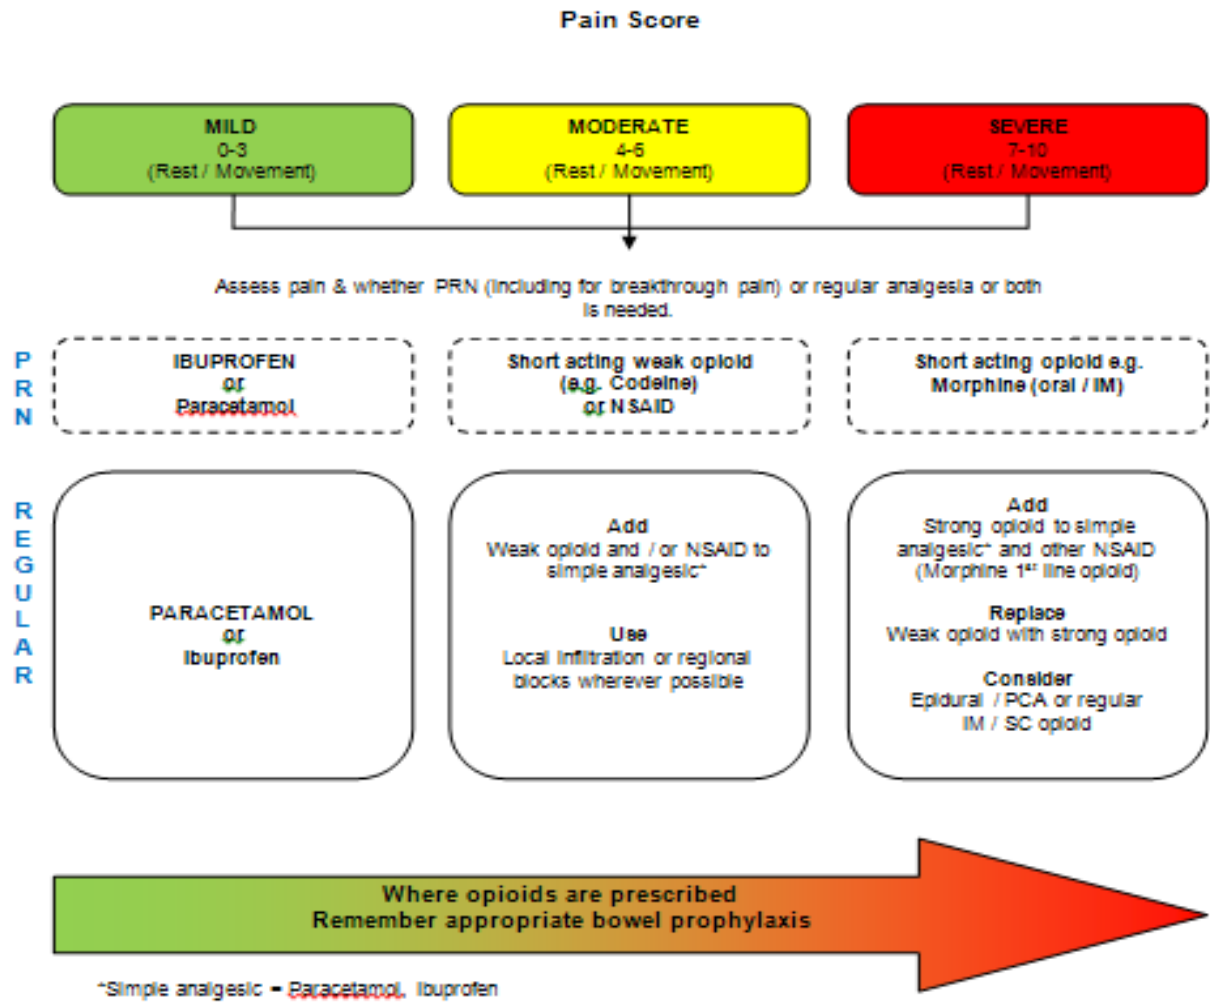 Pain Score
MILD
0-3
(Rest / Movement)
MODERATE
4-6
(Rest / Movement)
SEVERE
7-10
(Rest / Movement)
Assess pain & whether PRN (including for breakthrough pain) or regular analgesia or both
is needed.
PRN
IBUPROFEN
or
Paracetamol
Short acting weak opioid
(e.g. Codeine)
or NSAID
Short acting opioid e.g.
Morphine (oral / IM)
REGULAR
PARACETAMOL
or
Ibuprofen
Add
Weak opioid and / or NSAID to
simple analgesic*
Use
Local infiltration or regional
blocks wherever possible
Add
Strong opioid to simple
analgesic* and other NSAID
(Morphine 1st line opioid)
Replace
Weak opioid with strong opioid
Consider
Epidural / PCA or regular
IM / SC opioid
Where opioids are prescribed
Remember appropriate bowel prophylaxis
*Simple analgesic = Paracetamol, Ibuprofen